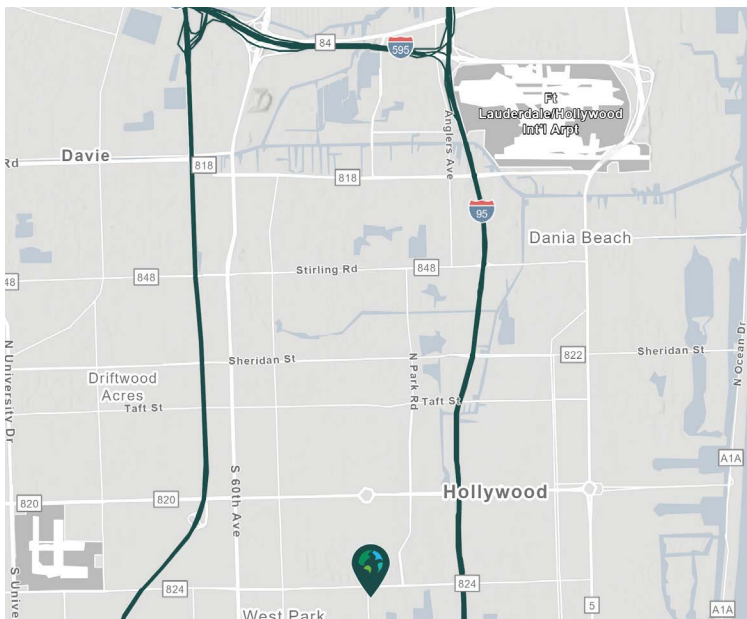 84
595
Ft
Lauderdale/Hollywood
Int'l Arpt
Anglers Ave
Rd
Davie
818
818
95
Dania Beach
48
848
Stirling Rd
848
N University Dr
Sheridan St
822
Sheridan St
N Ocean Dr
N Park Rd
Driftwood
Acres
Taft St
Taft St
A1A
S 60th Ave
820
820
Hollywood
S Unive
824
824
5
A1A
West Park